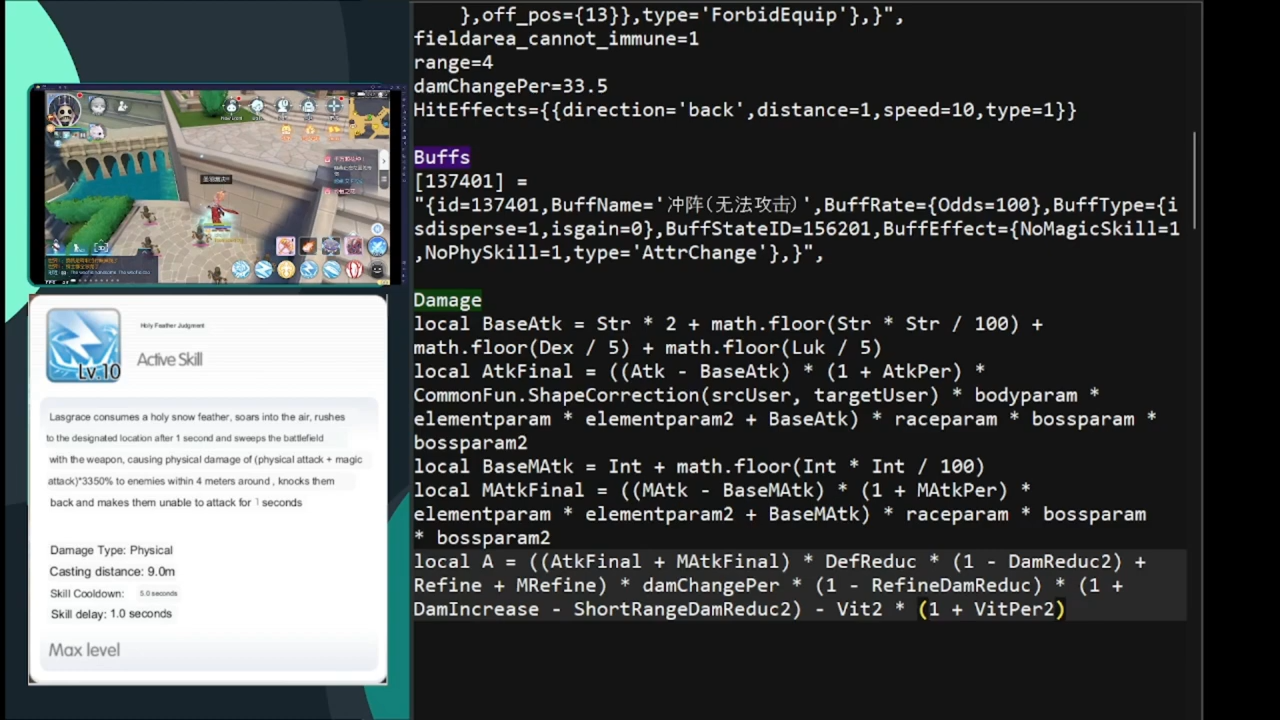 },off_pos={13}},type='ForbidEquip'},}",
fieldarea_cannot_immune=1
range=4
damChangePer=33.5
HitEffects={{direction='back',distance=1,speed=10,type=1}}
Buffs
[137401] =
"{id=137401,BuffName='冲阵(无法攻击)',BuffRate={Odds=100},BuffType={i
sdisperse=1,isgain=0},BuffStateID=156201,BuffEffect={NoMagicSkill=1
,NoPhySkill=1,type='AttrChange'},}",
Damage
local BaseAtk = Str * 2 + math.floor(Str * Str / 100) +
math.floor(Dex / 5) + math.floor(Luk / 5)
local AtkFinal = ((Atk - BaseAtk) * (1 + AtkPer) *
CommonFun.ShapeCorrection(srcUser, targetUser) * bodyparam *
elementparam * elementparam2 + BaseAtk) * raceparam * bossparam *
bossparam2
local BaseMAtk = Int + math.floor(Int * Int / 100)
local MAtkFinal = ((MAtk - BaseMAtk) * (1 + MAtkPer) *
elementparam * elementparam2 + BaseMAtk) * raceparam * bossparam
* bossparam2
local A = ((AtkFinal + MAtkFinal) * DefReduc * (1 - DamReduc2) +
Refine + MRefine) * damChangePer * (1 - RefineDamReduc) * (1 +
DamIncrease - ShortRangeDamReduc2) - Vit2 * (1 + VitPer2)
Holy Feather Judgment
Active Skill
Lv.10
Lasgrace consumes a holy snow feather, soars into the air, rushes
to the designated location after 1 second and sweeps the battlefield
with the weapon, causing physical damage of (physical attack + magic
attack)*3350% to enemies within 4 meters around , knocks them
back and makes them unable to attack for 1 seconds
Damage Type: Physical
Casting distance: 9.0m
Skill Cooldown: 5.0 seconds
Skill delay: 1.0 seconds
Max level